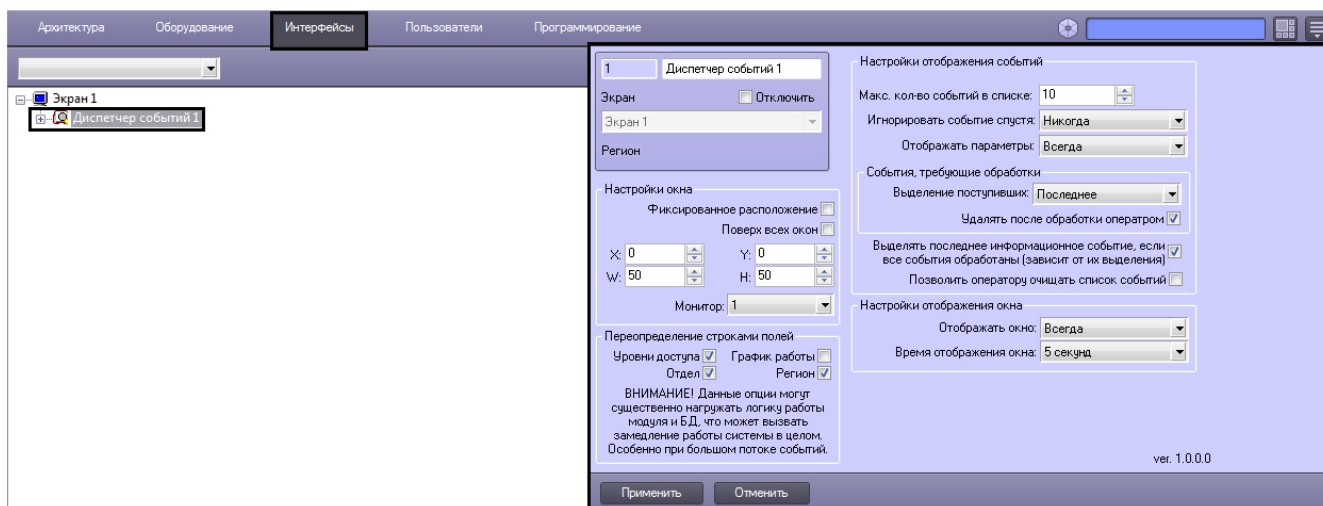 Архитектура Оборудование Интерфейсы Пользователи Программирование
Экран 1
Диспетчер событий 1
1 Диспетчер событий 1
Экран Отключить
Экран 1
Регион
Настройки окна
Фиксированное расположение
Поверх всех окон
X: 0 Y: 0
W: 50 H: 50
Монитор: 1
Переопределение строками полей
Уровни доступа График работы
Отдел Регион
ВНИМАНИЕ! Данные опции могут
существенно нагружать логику работы
модуля и БД, что может вызвать
замедление работы системы в целом.
Особенно при большом потоке событий.
Настройки отображения событий
Макс. кол-во событий в списке: 10
Игнорировать событие спустя: Никогда
Отображать параметры: Всегда
События, требующие обработки
Выделение поступивших: Последнее
Удалять после обработки оператром
Выделять последнее информационное событие, если
все события обработаны (зависит от их выделения)
Позволить оператору очищать список событий
Настройки отображения окна
Отображать окно: Всегда
Время отображения окна: 5 секунд
ver. 1.0.0.0
Применить Отменить